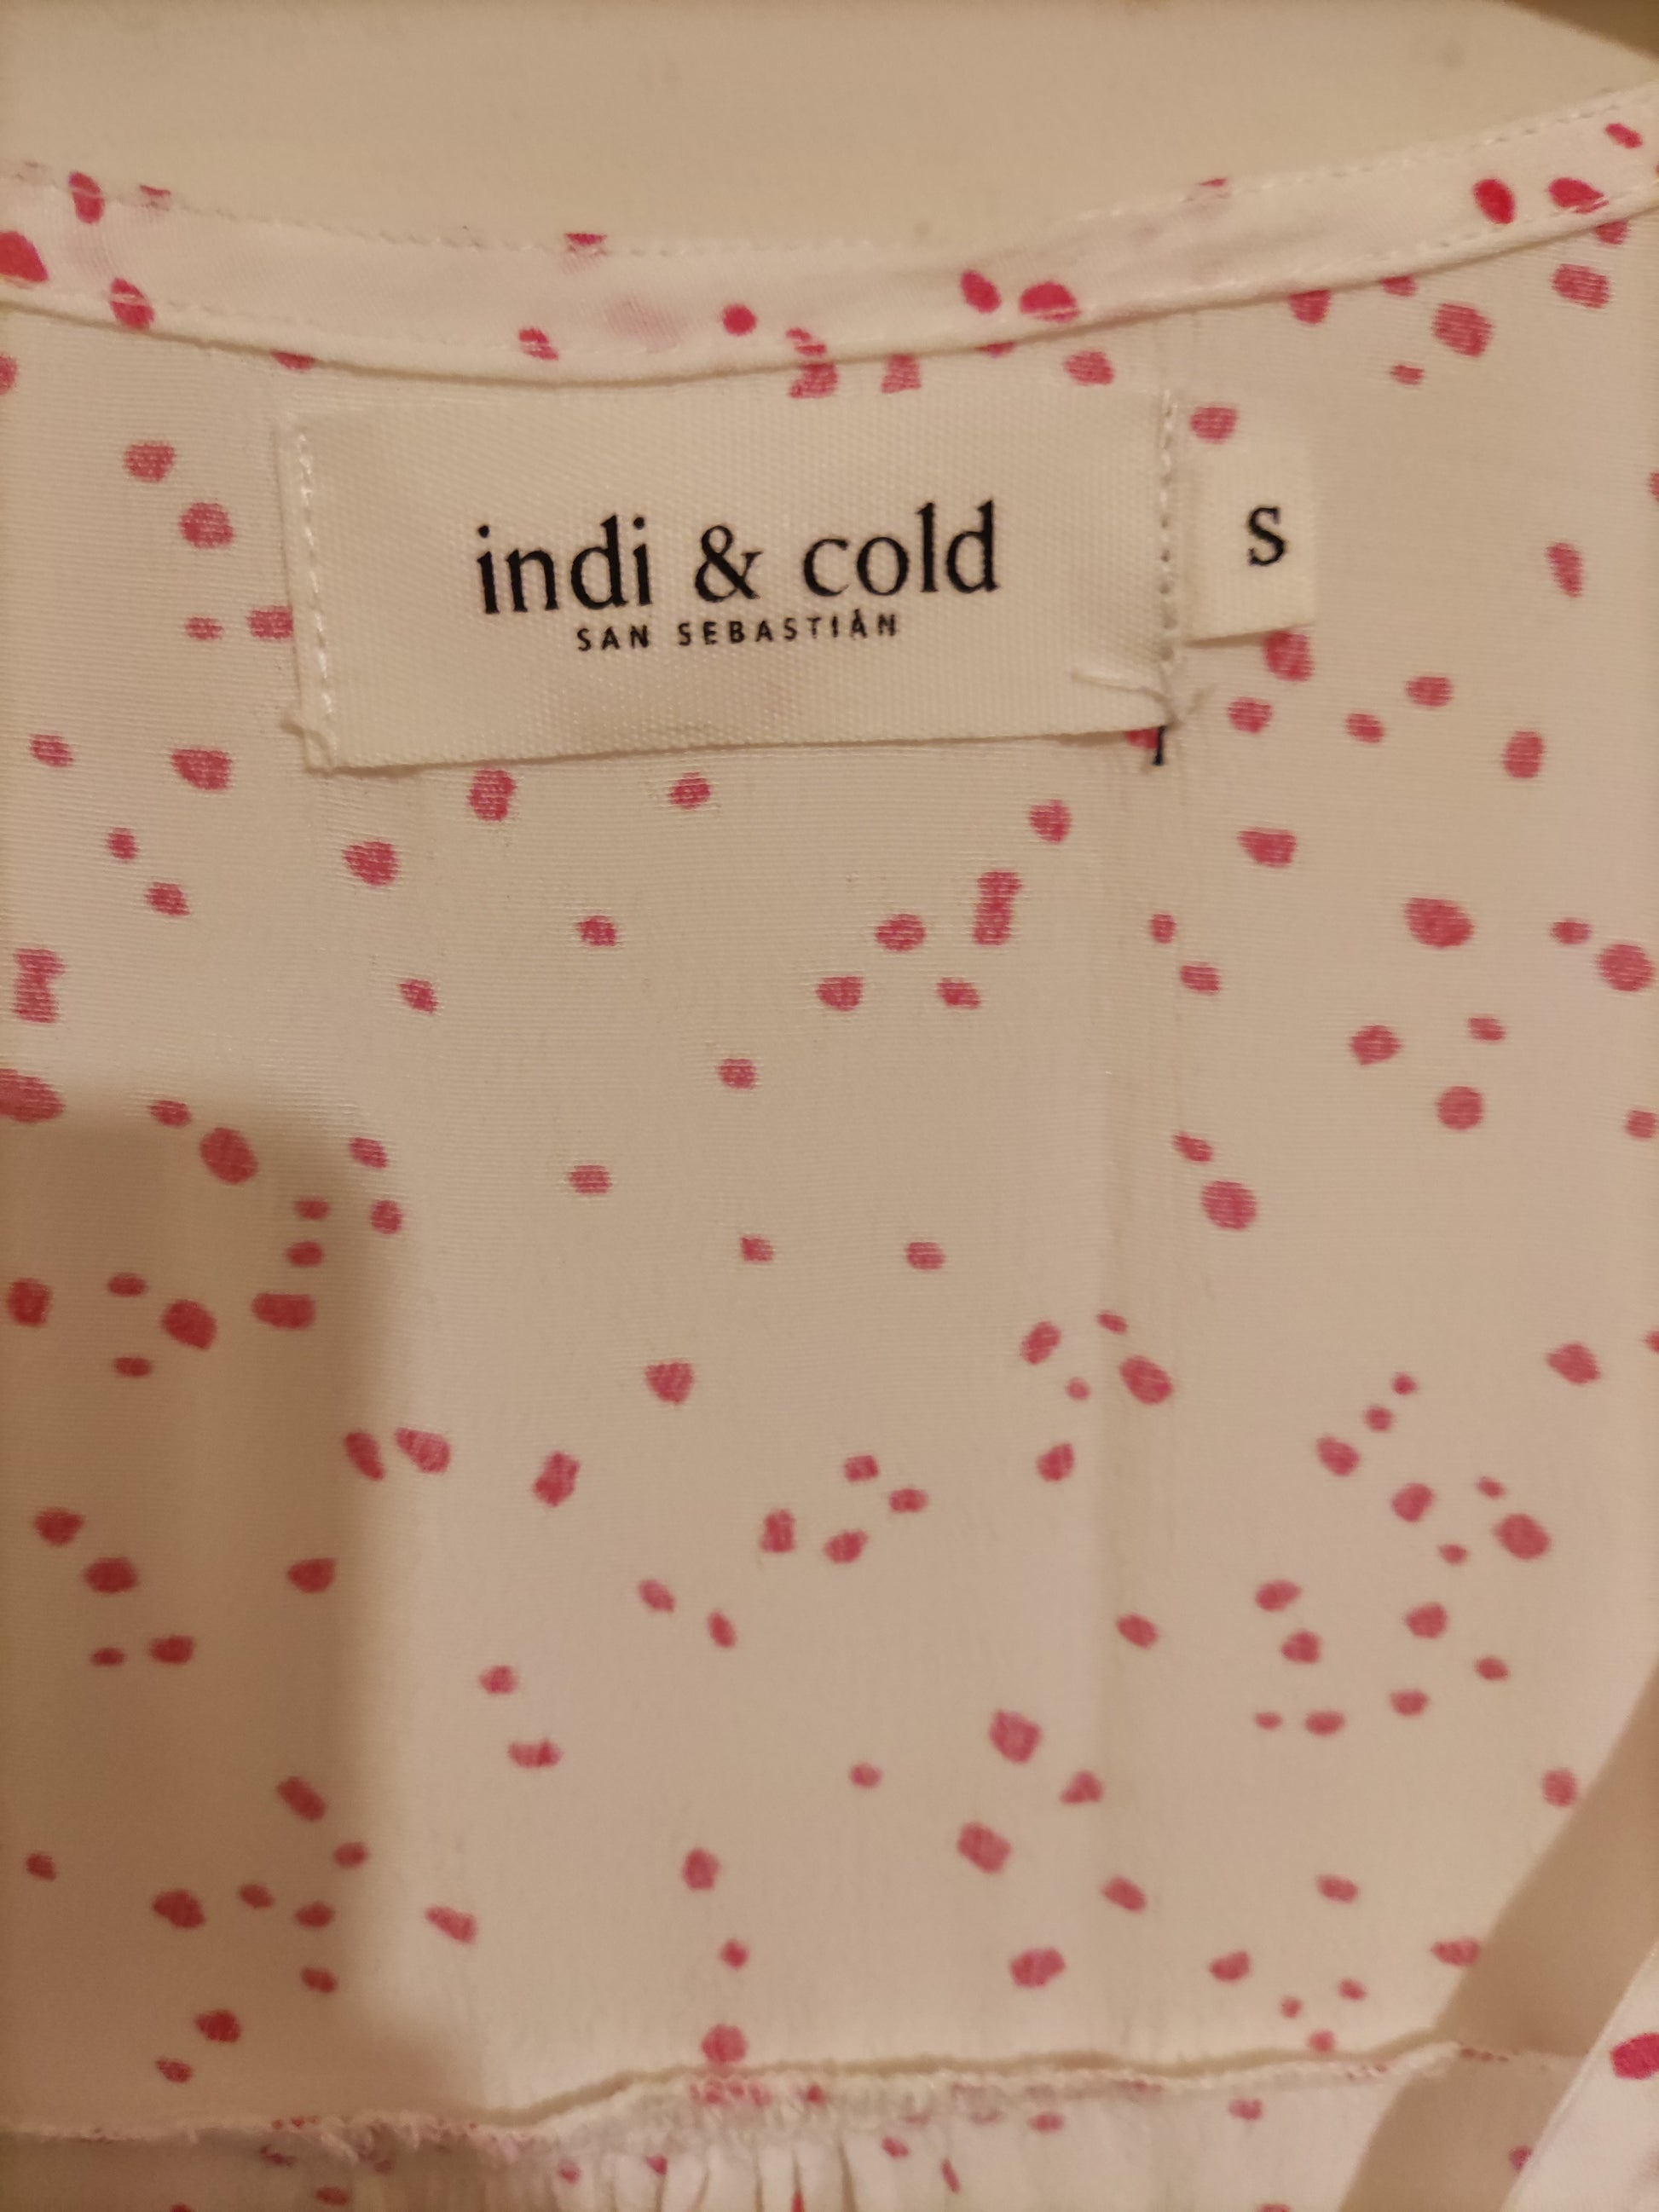 indi & cold
SAN SEBASTIÁN
S